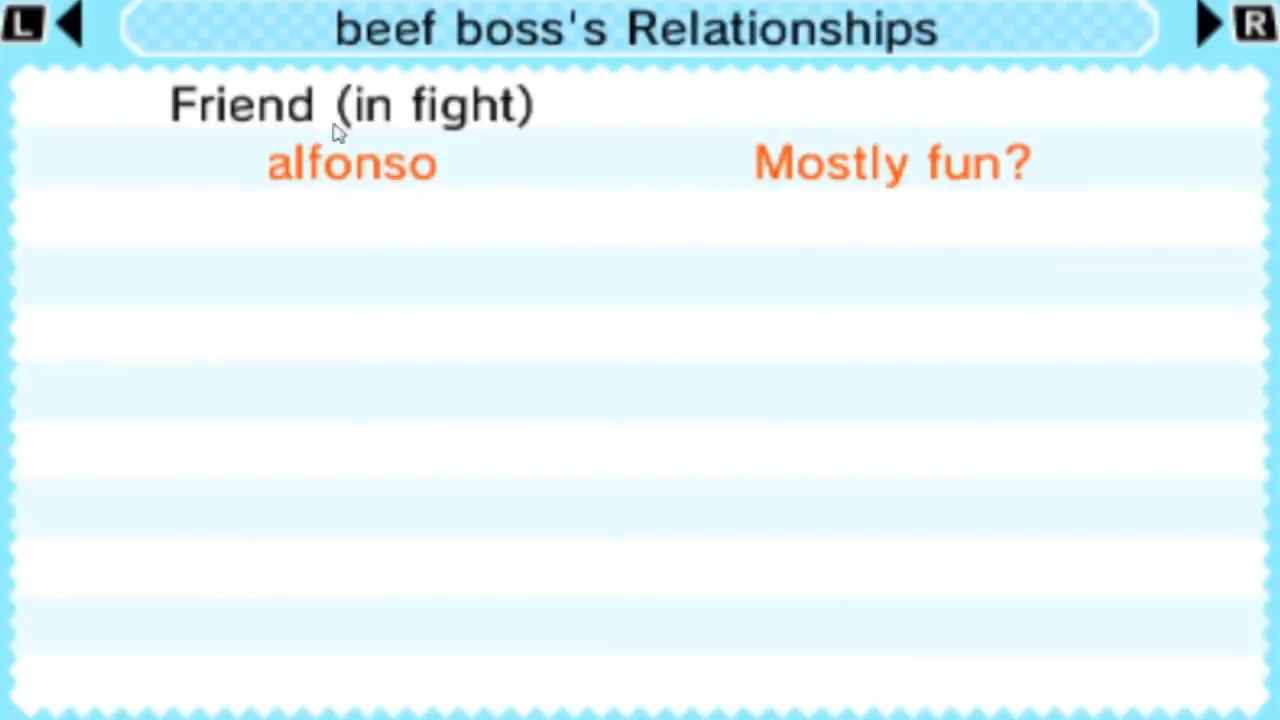 L beef boss's Relationships R
Friend (in fight)
alfonso Mostly fun?